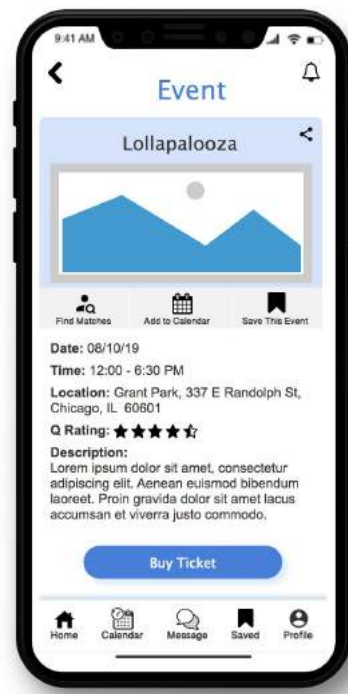 9:41 AM
Event
Lollapalooza
Find Matches
Add to Calendar
Save This Event
Date: 08/10/19
Time: 12:00 - 6:30 PM
Location: Grant Park, 337 E Randolph St,
Chicago, IL 60601
Q Rating:
Description:
Lorem ipsum dolor sit amet, consectetur
adipiscing elit. Aenean euismod bibendum
laoreet. Proin gravida dolor sit amet lacus
accumsan et viverra justo commodo.
Buy Ticket
Home
Calendar
Message
Saved
Profile